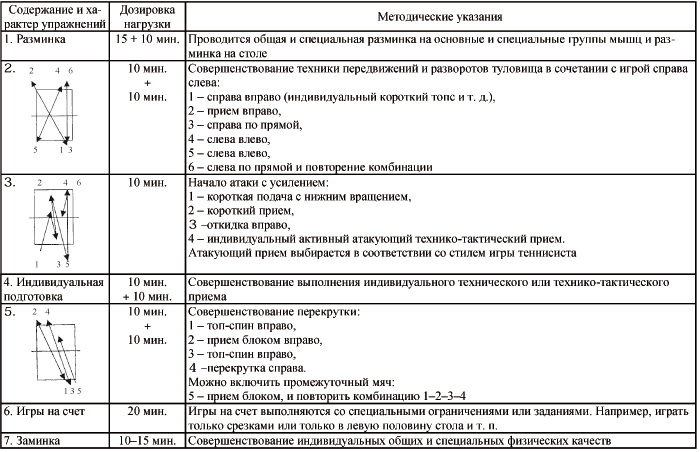 Содержание и ха-
рактер упражнений
Дозировка
нагрузки
Методические указания
1. Разминка
15 + 10 мин.
Проводится общая и специальная разминка на основные и специальные группы мышц и раз-
минка на столе
2.
2 4 6
5 1 3
10 мин.
+
10 мин.
Совершенствование техники передвижений и разворотов туловища в сочетании с игрой справа
слева:
1 – справа вправо (индивидуальный короткий топс и т. д.),
2 – прием вправо,
3 – справа по прямой,
4 – слева влево,
5 – слева влево,
6 – слева по прямой и повторение комбинации
3.
2 4 6
1 3 5
10 мин.
Начало атаки с усилением:
1 – короткая подача с нижним вращением,
2 – короткий прием,
3 –откидка вправо,
4 – индивидуальный активный атакующий технико-тактический прием.
Атакующий прием выбирается в соответствии со стилем игры теннисиста
4. Индивидуальная
подготовка
10 мин.
+ 10 мин.
Совершенствование выполнения индивидуального технического или технико-тактического
приема
5.
2 4
1 3 5
10 мин.
+
10 мин.
Совершенствование перекрутки:
1 – топ-спин вправо,
2 – прием блоком вправо,
3 – топ-спин вправо,
4 –перекрутка справа.
Можно включить промежуточный мяч:
5 – прием блоком, и повторить комбинацию 1–2–3–4
6. Игры на счет
20 мин.
Игры на счет выполняются со специальными ограничениями или заданиями. Например, играть
только срезками или только в левую половину стола и т. п.
7. Заминка
10–15 мин.
Совершенствование индивидуальных общих и специальных физических качеств